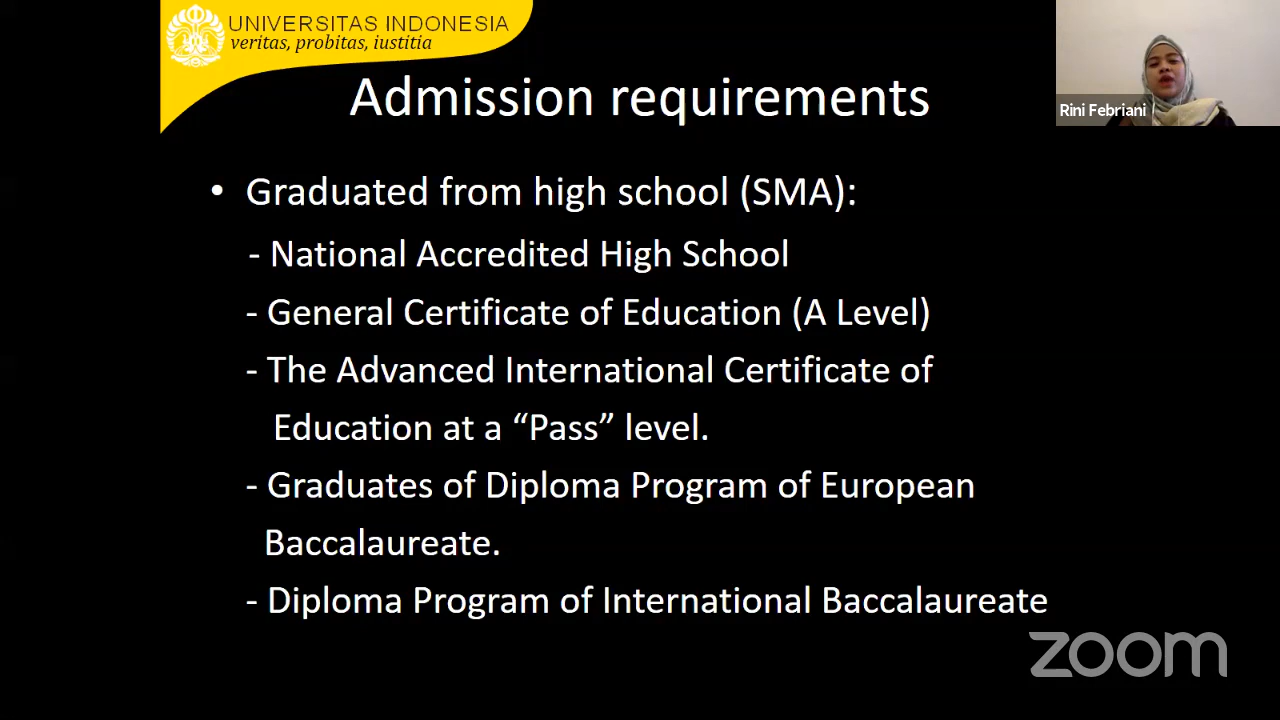 UNIVERSITAS INDONESIA
veritas, probitas, iustitia
Admission requirements
Rini Febriani
• Graduated from high school (SMA):
- National Accredited High School
- General Certificate of Education (A Level)
- The Advanced International Certificate of
Education at a “Pass” level.
- Graduates of Diploma Program of European
Baccalaureate.
- Diploma Program of International Baccalaureate
zoom